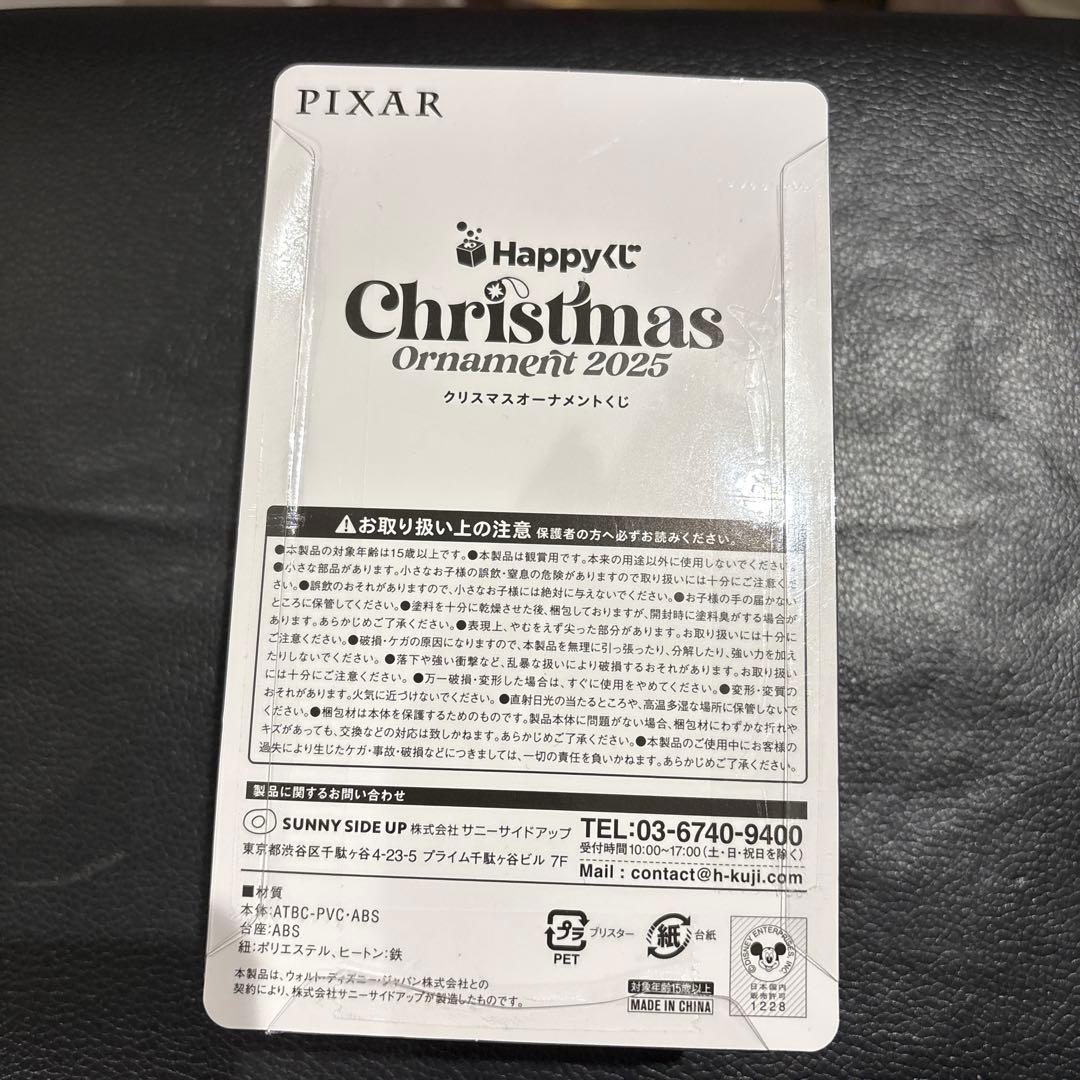 PIXAR
Happyくじ
Christmas
Ornament 2025
クリスマスオーナメントくじ
お取り扱い上の注意 保護者の方へ必ずお読みください。
●本製品の対象年齢は15歳以上です。●本製品は観賞用です。本来の用途以外に使用しないでください。
●小さな部品があります。小さなお子様の誤飲・窒息の危険がありますので取り扱いには十分にご注意くだ
さい。●誤飲のおそれがありますので、小さなお子様には絶対に与えないでください。●お子様の手の届かない
ところに保管してください。●塗料を十分に乾燥させた後、梱包しておりますが、開封時に塗料臭がする場合が
あります。あらかじめご了承ください。●表現上、やむをえず尖った部分があります。お取り扱いには十分に
ご注意ください。●破損・ケガの原因になりますので、本製品を無理に引っ張ったり、分解したり、強い力を加え
たりしないでください。●落下や強い衝撃など、乱暴な扱いにより破損するおそれがあります。お取り扱い
には十分にご注意ください。●万一破損・変形した場合は、すぐに使用をやめてください。●変形・変質の
おそれがあります。火気に近づけないでください。●直射日光の当たるところや、高温多湿な場所に保管しないで
ください。●梱包材は本体を保護するためのものです。製品本体に問題がない場合、梱包材にわずかな折れや
キズがあっても、交換などの対応は致しかねます。あらかじめご了承ください。●本製品のご使用中にお客様の
過失により生じたケガ・事故・破損などにつきましては、一切の責任を負いかねます。あらかじめご了承ください。
製品に関するお問い合わせ
SUNNY SIDE UP 株式会社 サニーサイドアップ
東京都渋谷区千駄ヶ谷4-23-5 プライム千駄ヶ谷ビル 7F
TEL:03-6740-9400
受付時間10:00~17:00(土・日・祝日を除く)
Mail：contact@h-kuji.com
■材質
本体:ATBC-PVC・ABS
台座:ABS
紐:ポリエステル、ヒートン:鉄
本製品は、ウォルト・ディズニー・ジャパン株式会社との
契約により、株式会社サニーサイドアップが製造したものです。
プラ ブリスター
PET
紙 台紙
対象年齢15歳以上
MADE IN CHINA
©DISNEY ENTERPRISES, INC.
日本国内
販売許可
1228